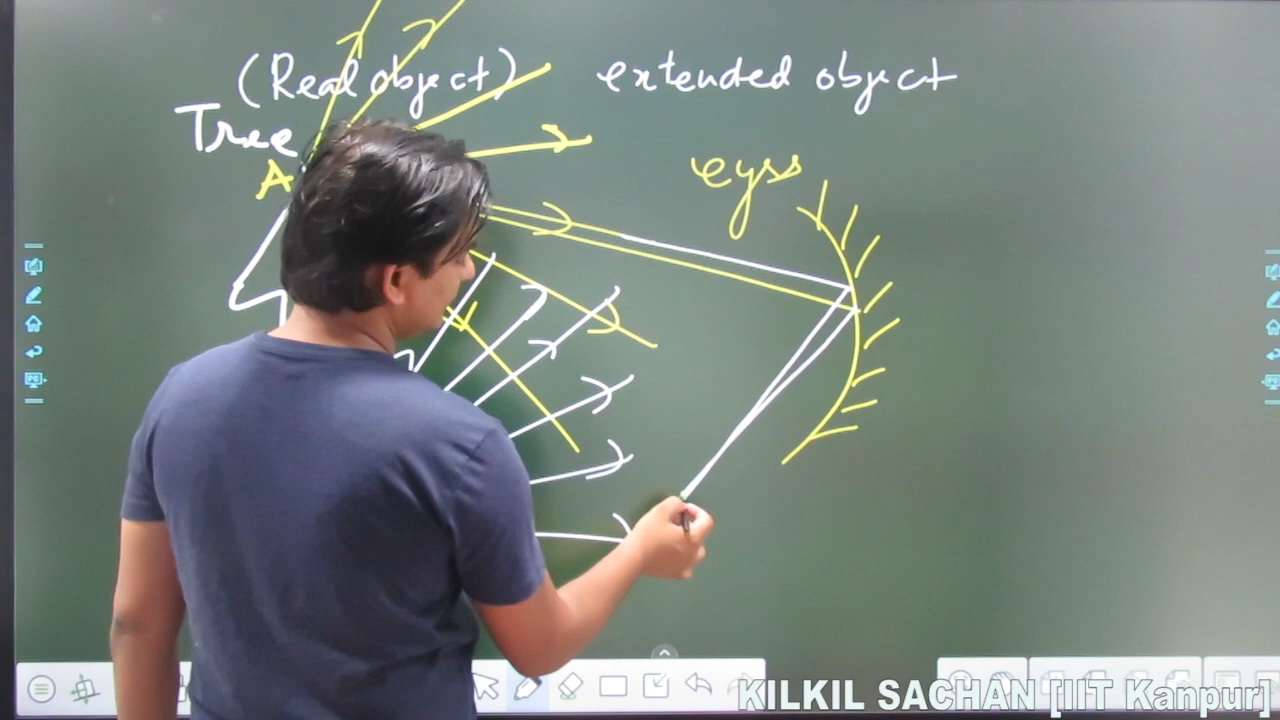 (Real object) extended object
Tree
A
eyes
KILKIL SACHAN [IIT Kanpur]